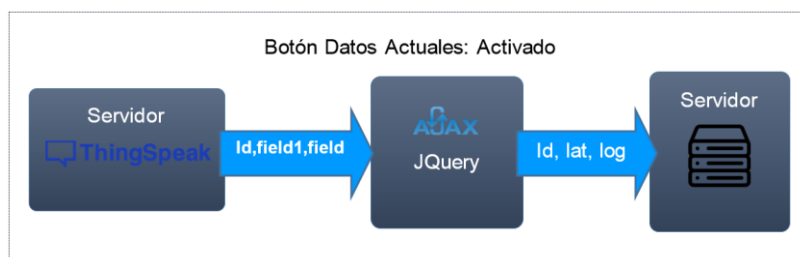 Botón Datos Actuales: Activado
Servidor
ThingSpeak
Id,field1,field
AJAX
JQuery
Id, lat, log
Servidor